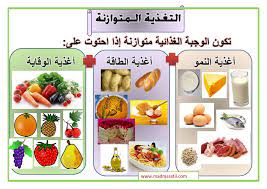 التغذية المتوازنة
تكون الوجبة الغذائية متوازنة إذا احتوت على:
أغذية النمو
أغذية الطاقة
أغذية الوقاية
www.madrassatii.com